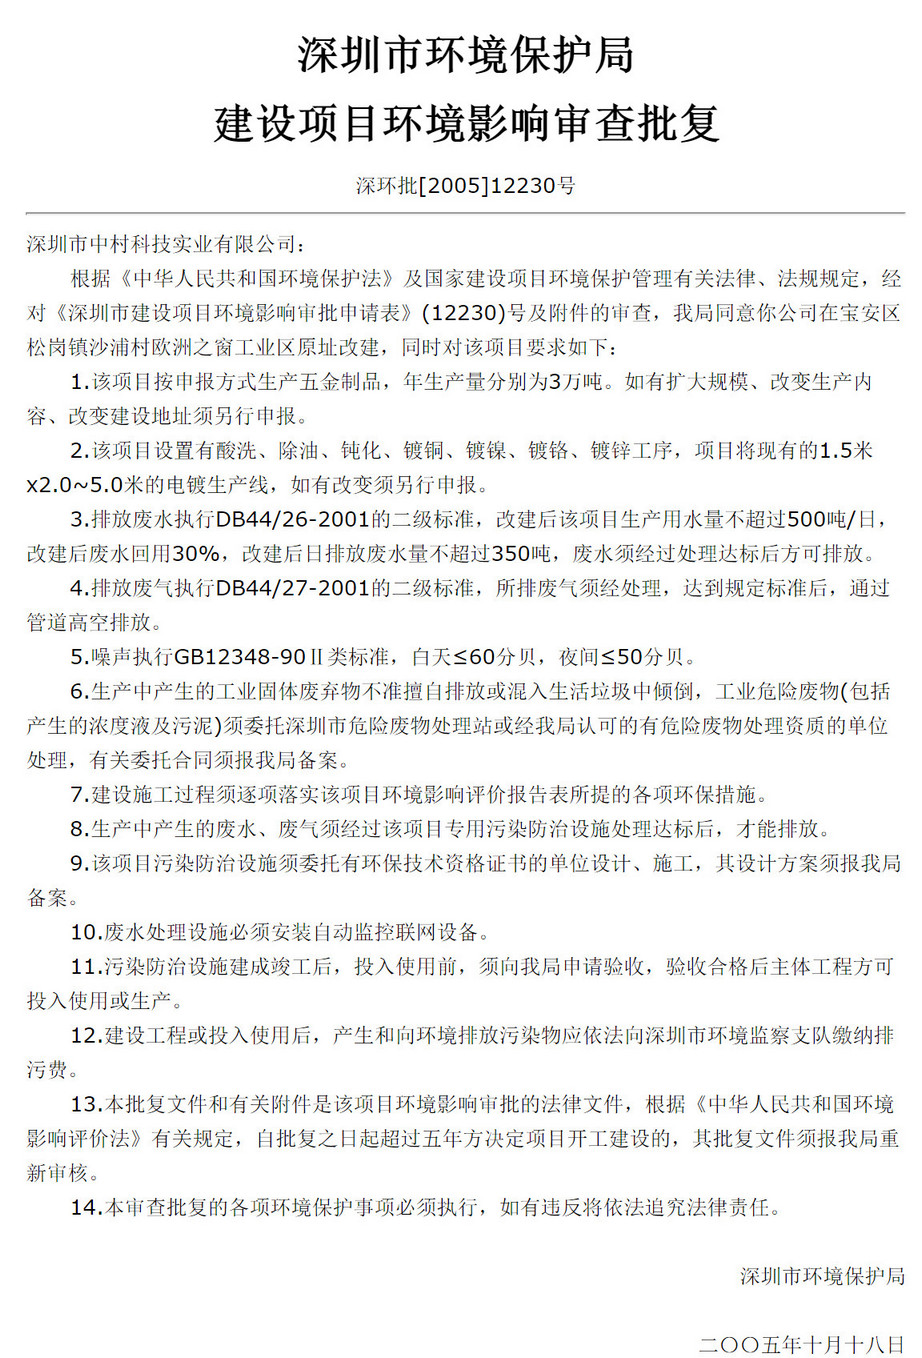 深圳市环境保护局
建设项目环境影响审查批复
深环批[2005]12230号
深圳市中村科技实业有限公司：
根据《中华人民共和国环境保护法》及国家建设项目环境保护管理有关法律、法规规定，经
对《深圳市建设项目环境影响审批申请表》(12230)号及附件的审查，我局同意你公司在宝安区
松岗镇沙浦村欧洲之窗工业区原址改建，同时对该项目要求如下：
1.该项目按申报方式生产五金制品，年生产量分别为3万吨。如有扩大规模、改变生产内
容、改变建设地址须另行申报。
2.该项目设置有酸洗、除油、钝化、镀铜、镀镍、镀铬、镀锌工序，项目将现有的1.5米
x2.0~5.0米的电镀生产线，如有改变须另行申报。
3.排放废水执行DB44/26-2001的二级标准，改建后该项目生产用水量不超过500吨/日，
改建后废水回用30%，改建后日排放废水量不超过350吨，废水须经过处理达标后方可排放。
4.排放废气执行DB44/27-2001的二级标准，所排废气须经处理，达到规定标准后，通过
管道高空排放。
5.噪声执行GB12348-90Ⅱ类标准，白天≤60分贝，夜间≤50分贝。
6.生产中产生的工业固体废弃物不准擅自排放或混入生活垃圾中倾倒，工业危险废物(包括
产生的浓度液及污泥)须委托深圳市危险废物处理站或经我局认可的有危险废物处理资质的单位
处理，有关委托合同须报我局备案。
7.建设施工过程须逐项落实该项目环境影响评价报告表所提的各项环保措施。
8.生产中产生的废水、废气须经过该项目专用污染防治设施处理达标后，才能排放。
9.该项目污染防治设施须委托有环保技术资格证书的单位设计、施工，其设计方案须报我局
备案。
10.废水处理设施必须安装自动监控联网设备。
11.污染防治设施建成竣工后，投入使用前，须向我局申请验收，验收合格后主体工程方可
投入使用或生产。
12.建设工程或投入使用后，产生和向环境排放污染物应依法向深圳市环境监察支队缴纳排
污费。
13.本批复文件和有关附件是该项目环境影响审批的法律文件，根据《中华人民共和国环境
影响评价法》有关规定，自批复之日起超过五年方决定项目开工建设的，其批复文件须报我局重
新审核。
14.本审查批复的各项环境保护事项必须执行，如有违反将依法追究法律责任。
深圳市环境保护局
二〇〇五年十月十八日